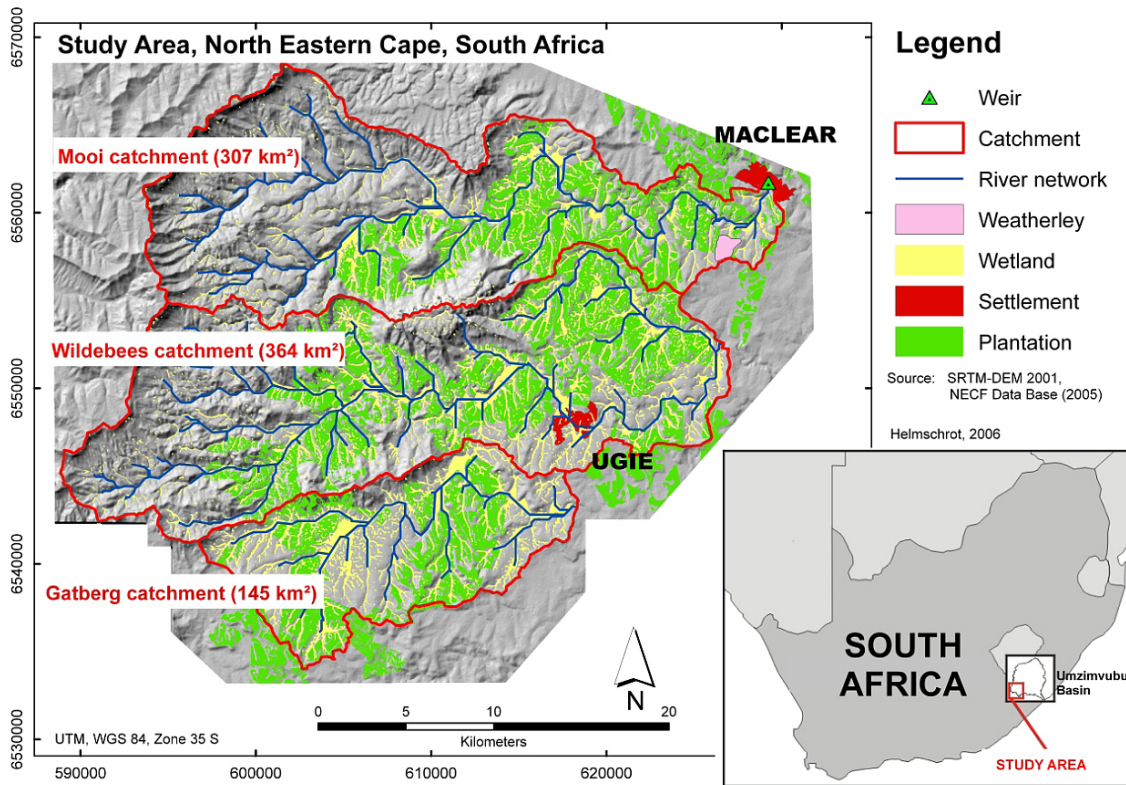 Study Area, North Eastern Cape, South Africa
6570000
6560000
6550000
6540000
6530000
590000
600000
610000
620000
Mooi catchment (307 km²)
Wildebees catchment (364 km²)
Gatberg catchment (145 km²)
MACLEAR
UGIE
N
0
5
10
20
Kilometers
UTM, WGS 84, Zone 35 S
Legend
Weir
Catchment
River network
Weatherley
Wetland
Settlement
Plantation
Source: SRTM-DEM 2001,
NECF Data Base (2005)
Helmschrot, 2006
SOUTH
AFRICA
Umzimvubu
Basin
STUDY AREA